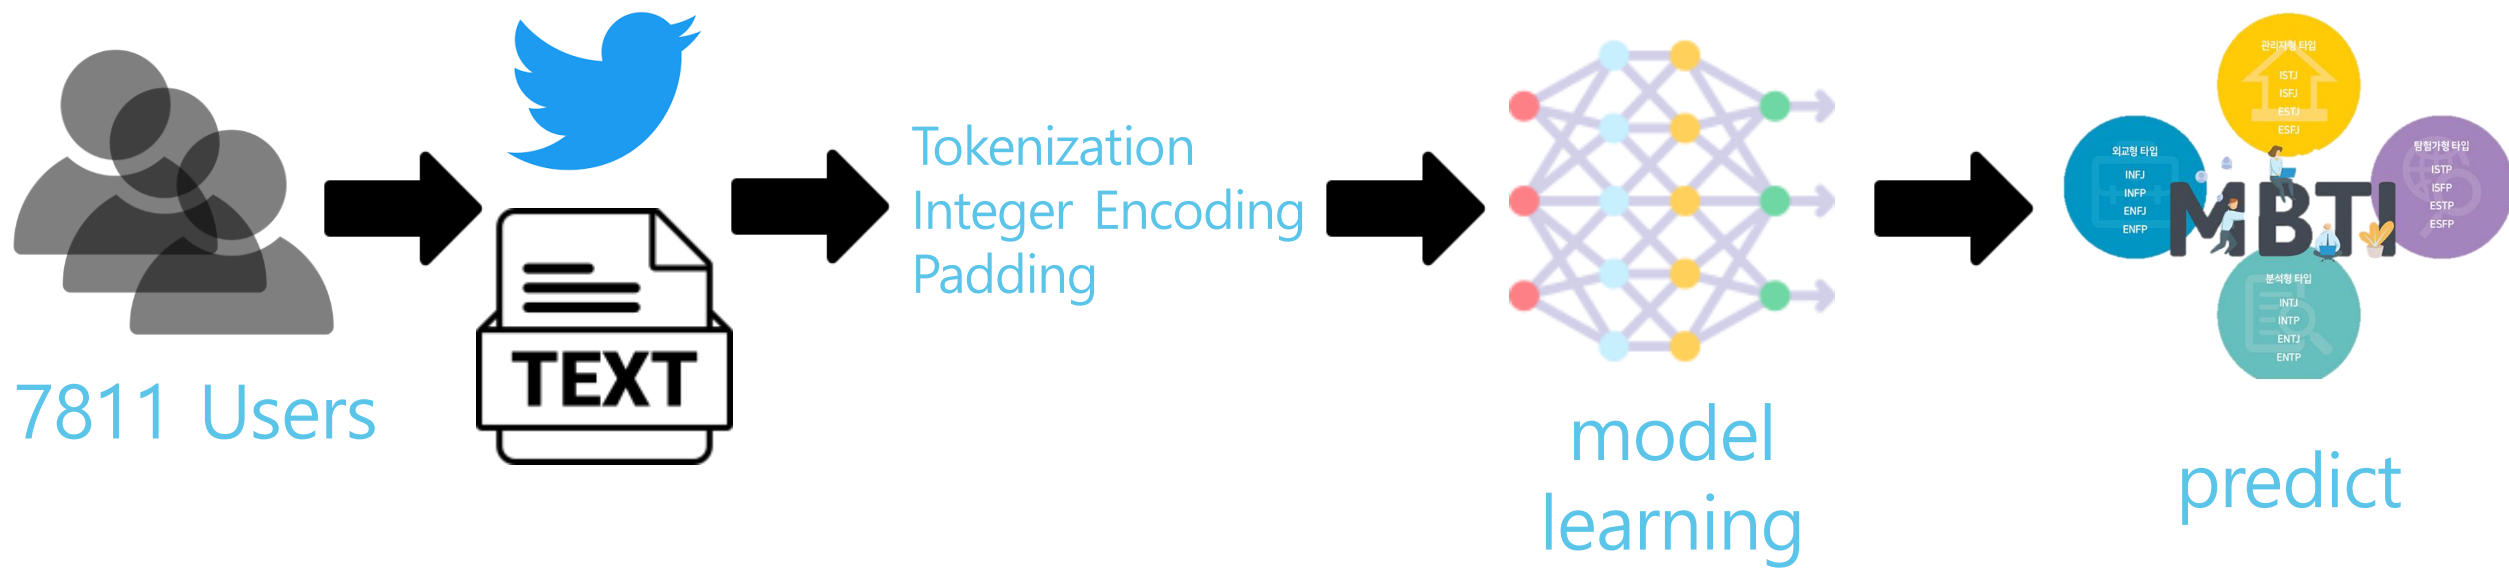 7811 Users
TEXT
Tokenization
Integer Encoding
Padding
model
learning
관리자형 타입
ISTJ
ISFJ
ESTJ
ESFJ
외교형 타입
INFJ
INFP
ENFJ
ENFP
MBTI
탐험가형 타입
ISTP
ISFP
ESTP
ESFP
분석형 타입
INTJ
INTP
ENTJ
ENTP
predict